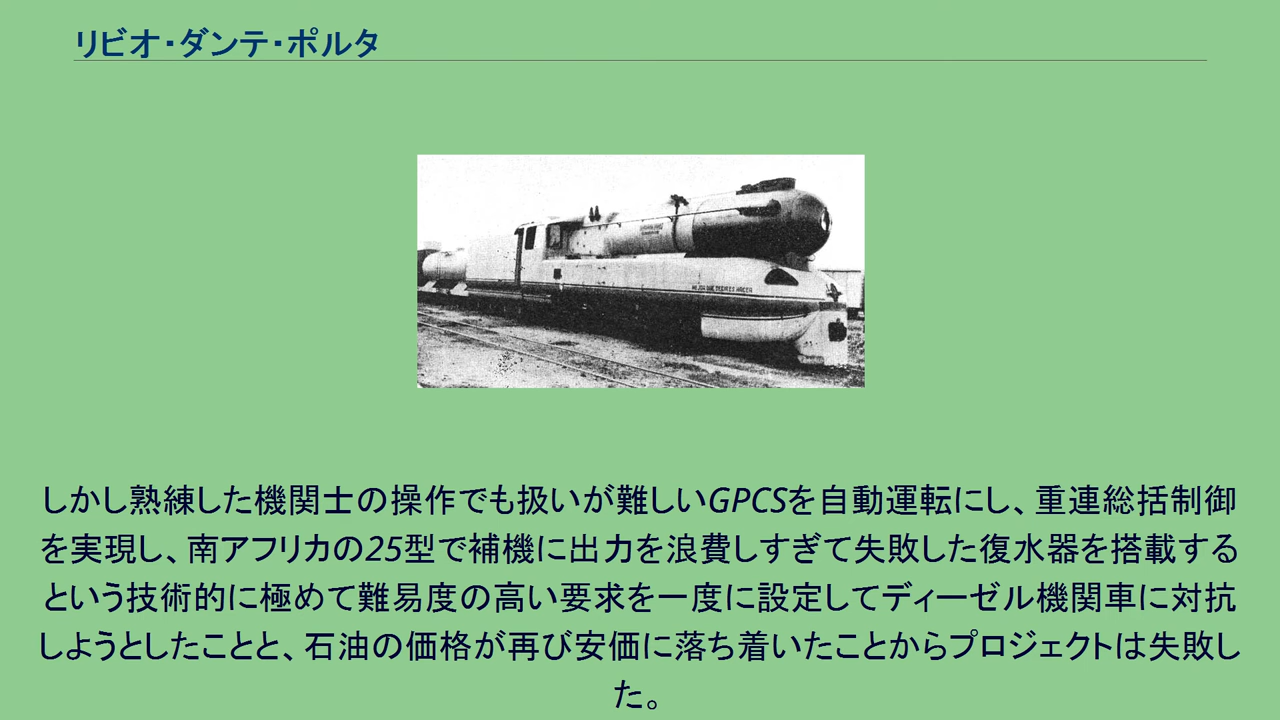 リビオ・ダンテ・ポルタ
しかし熟練した機関士の操作でも扱いが難しいGPCSを自動運転にし、重連総括制御
を実現し、南アフリカの25型で補機に出力を浪費しすぎて失敗した復水器を搭載する
という技術的に極めて難易度の高い要求を一度に設定してディーゼル機関車に対抗
しようとしたことと、石油の価格が再び安価に落ち着いたことからプロジェクトは失敗し
た。